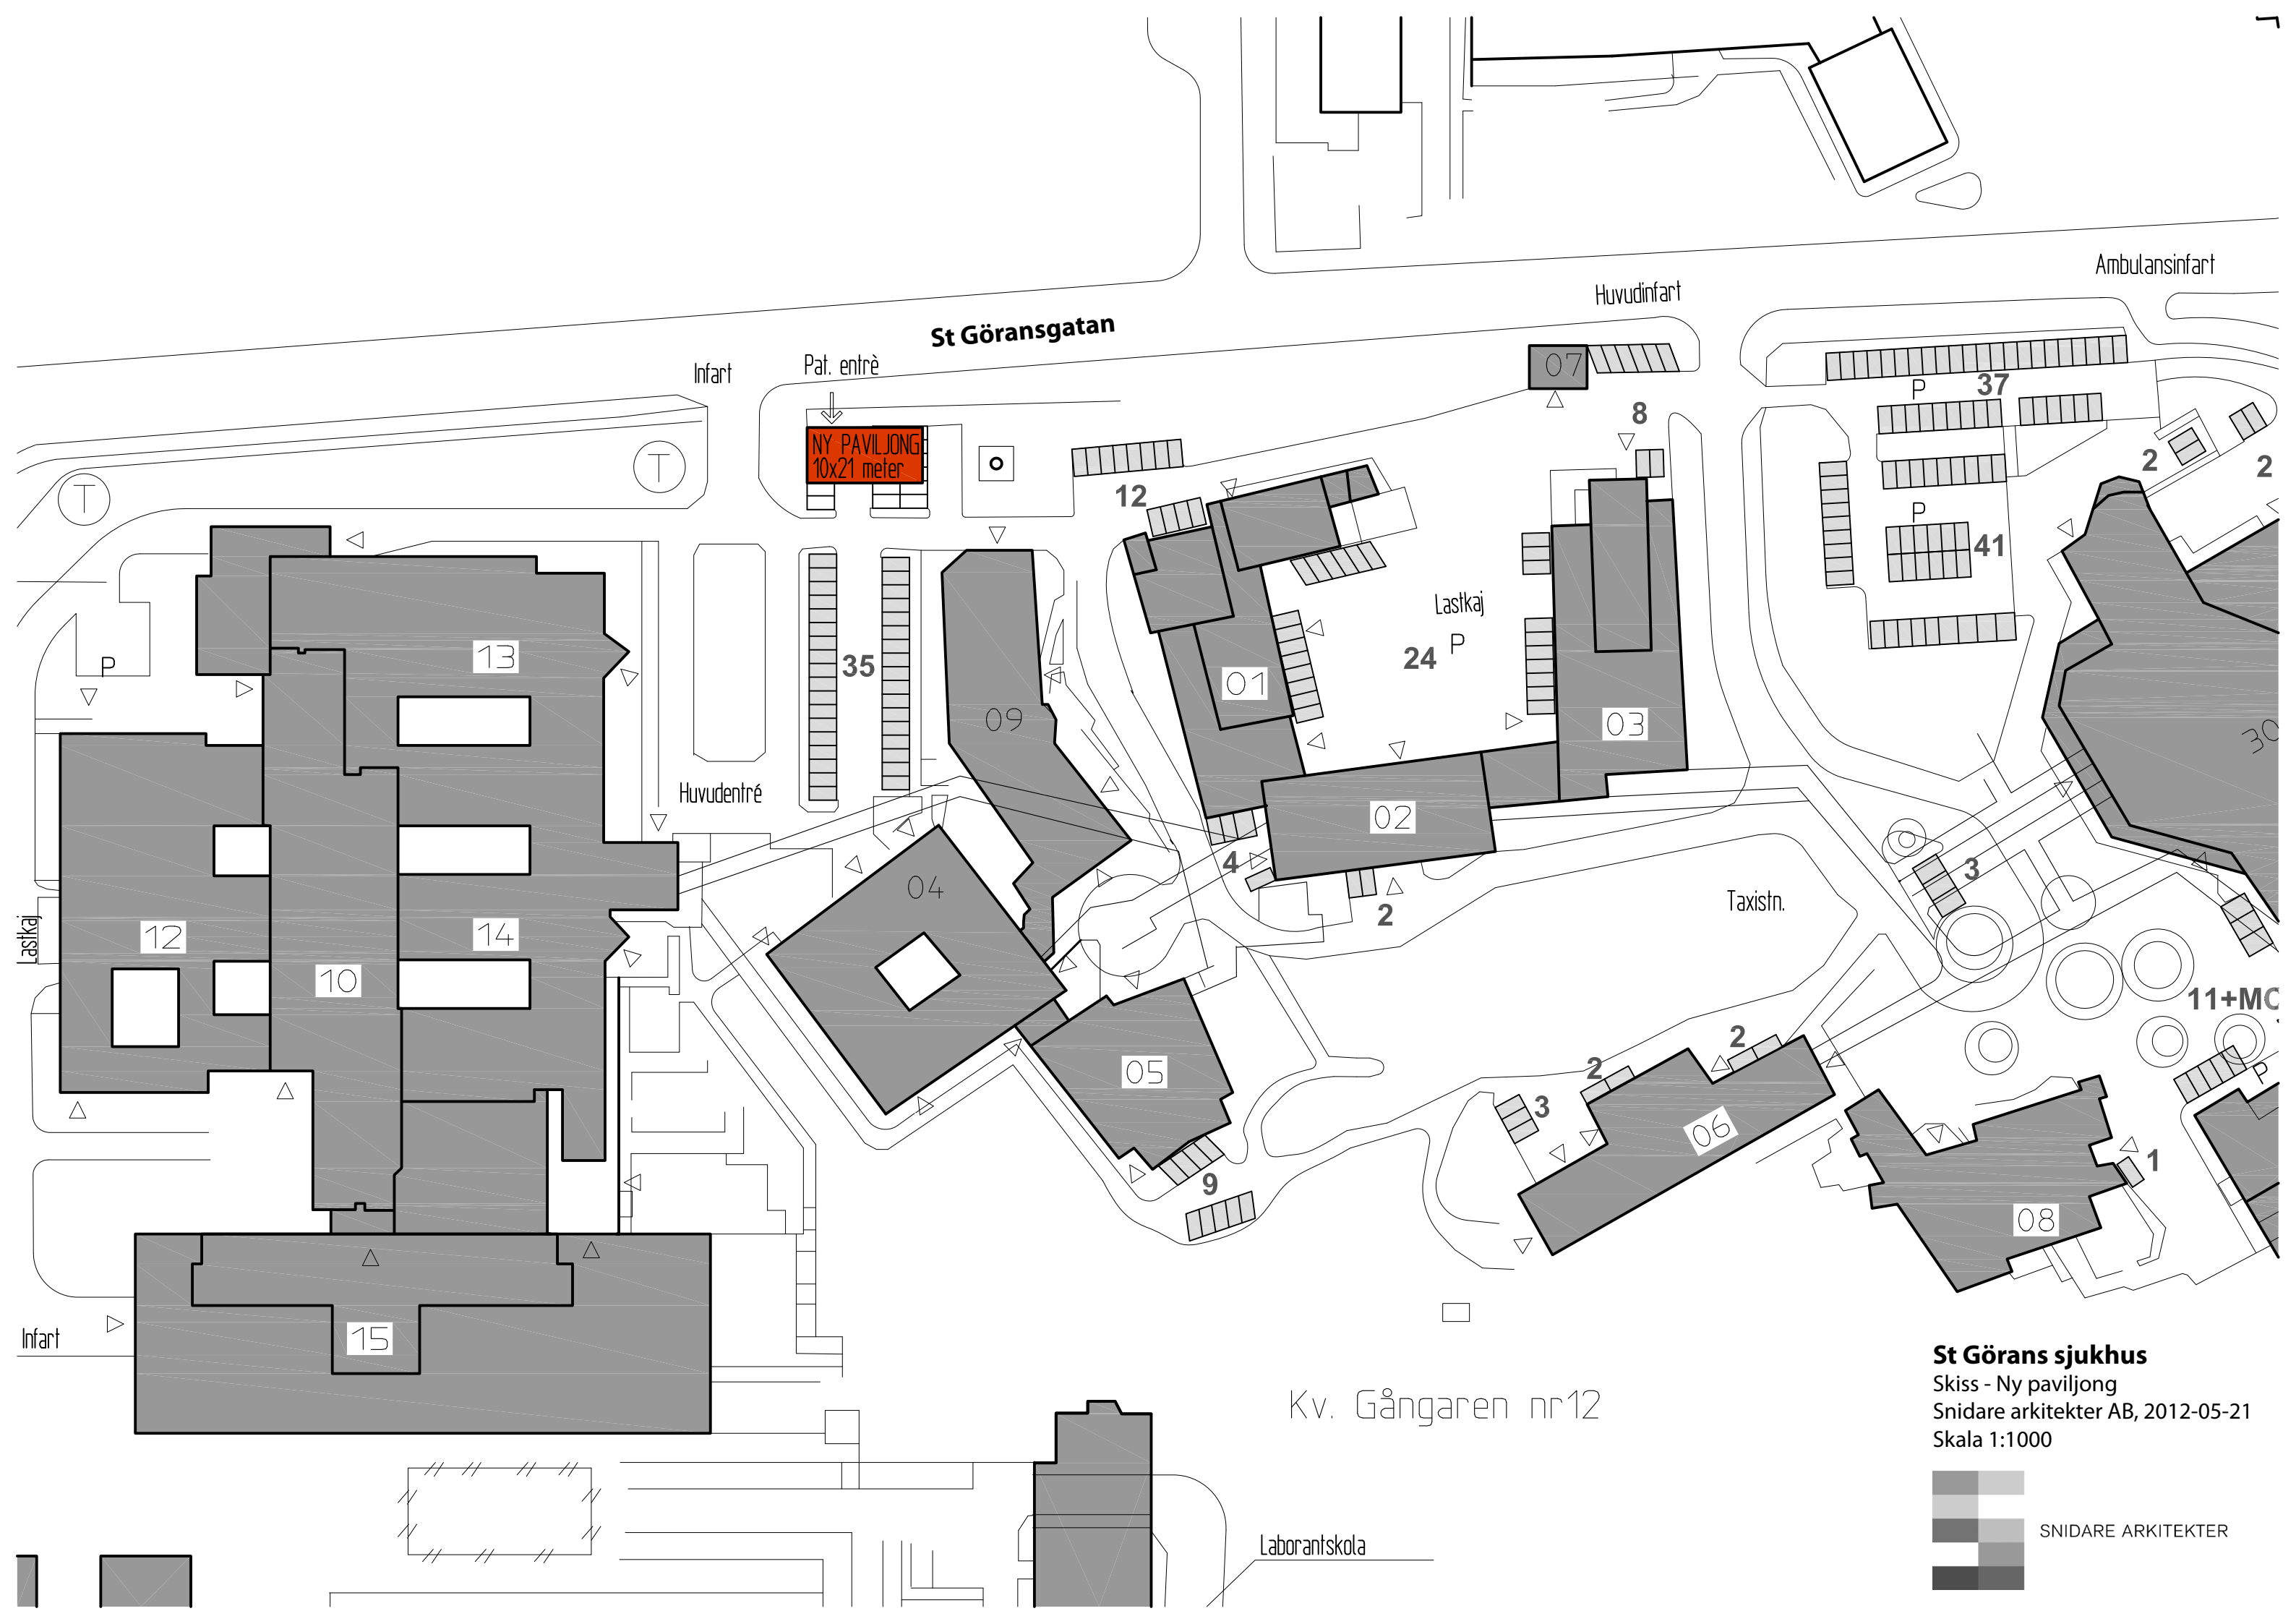 Ambulansinfart
Huvudinfart
St Göransgatan
Infart
Pat. entrè
07
8
P
37
NY PAVILJONG
10x21 meter
T
T
12
2
2
P
41
Lastkaj
P
24
35
13
P
01
03
09
30
Huvudentré
02
4
2
3
Taxistn.
04
Lastkaj
12
14
10
11+MC
05
2
2
3
06
P
9
1
08
15
Infart
Kv. Gångaren nr12
St Görans sjukhus
Skiss - Ny paviljong
Snidare arkitekter AB, 2012-05-21
Skala 1:1000
SNIDARE ARKITEKTER
Laborantskola